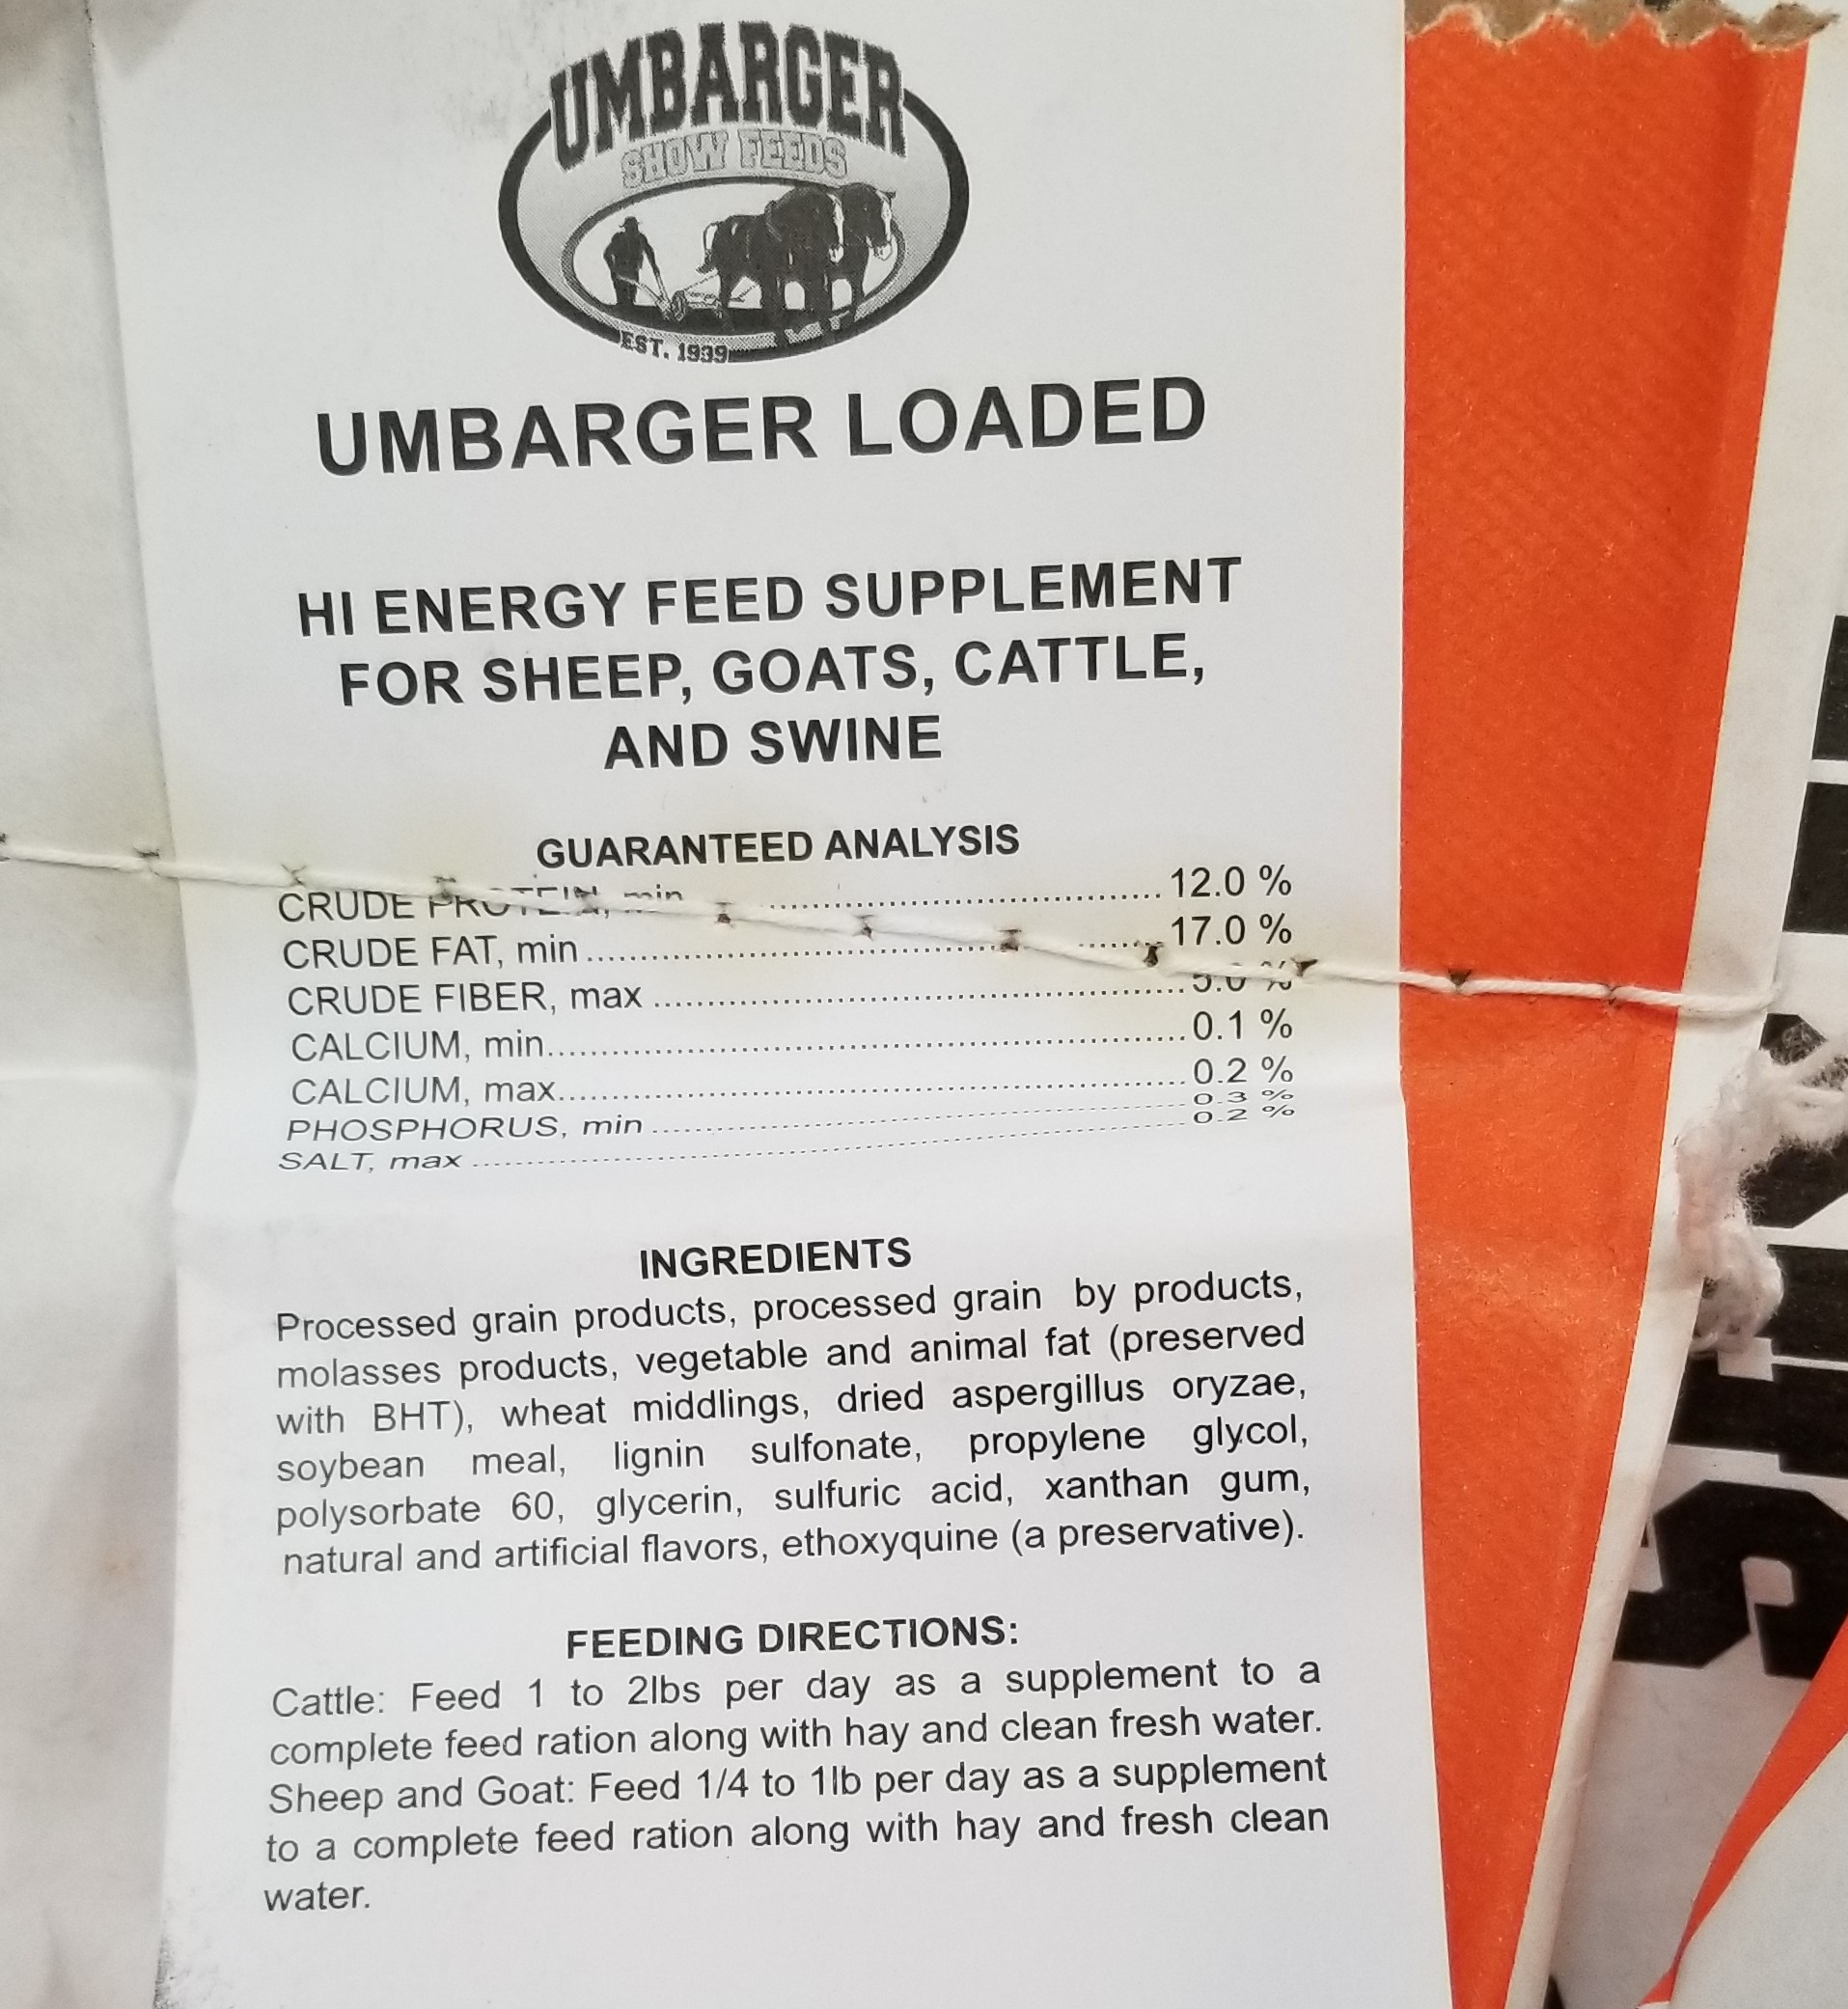 UMBARGER
SHOW FEEDS
EST. 1939
UMBARGER LOADED
HI ENERGY FEED SUPPLEMENT
FOR SHEEP, GOATS, CATTLE,
AND SWINE
GUARANTEED ANALYSIS
CRUDE PROTEIN, min 12.0 %
CRUDE FAT, min 17.0 %
CRUDE FIBER, max 5.0 %
CALCIUM, min 0.1 %
CALCIUM, max 0.2 %
PHOSPHORUS, min 0.3 %
SALT, max 0.2 %
INGREDIENTS
Processed grain products, processed grain by products,
molasses products, vegetable and animal fat (preserved
with BHT), wheat middlings, dried aspergillus oryzae,
soybean meal, lignin sulfonate, propylene glycol,
polysorbate 60, glycerin, sulfuric acid, xanthan gum,
natural and artificial flavors, ethoxyquine (a preservative).
FEEDING DIRECTIONS:
Cattle: Feed 1 to 2lbs per day as a supplement to a
complete feed ration along with hay and clean fresh water.
Sheep and Goat: Feed 1/4 to 1lb per day as a supplement
to a complete feed ration along with hay and fresh clean
water.